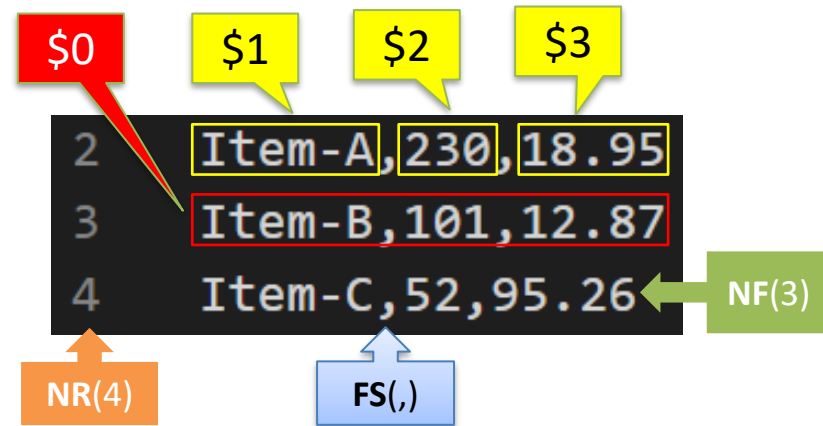 $0 $1 $2 $3
2 Item-A,230,18.95
3 Item-B,101,12.87
4 Item-C,52,95.26
NF(3)
NR(4) FS(,)